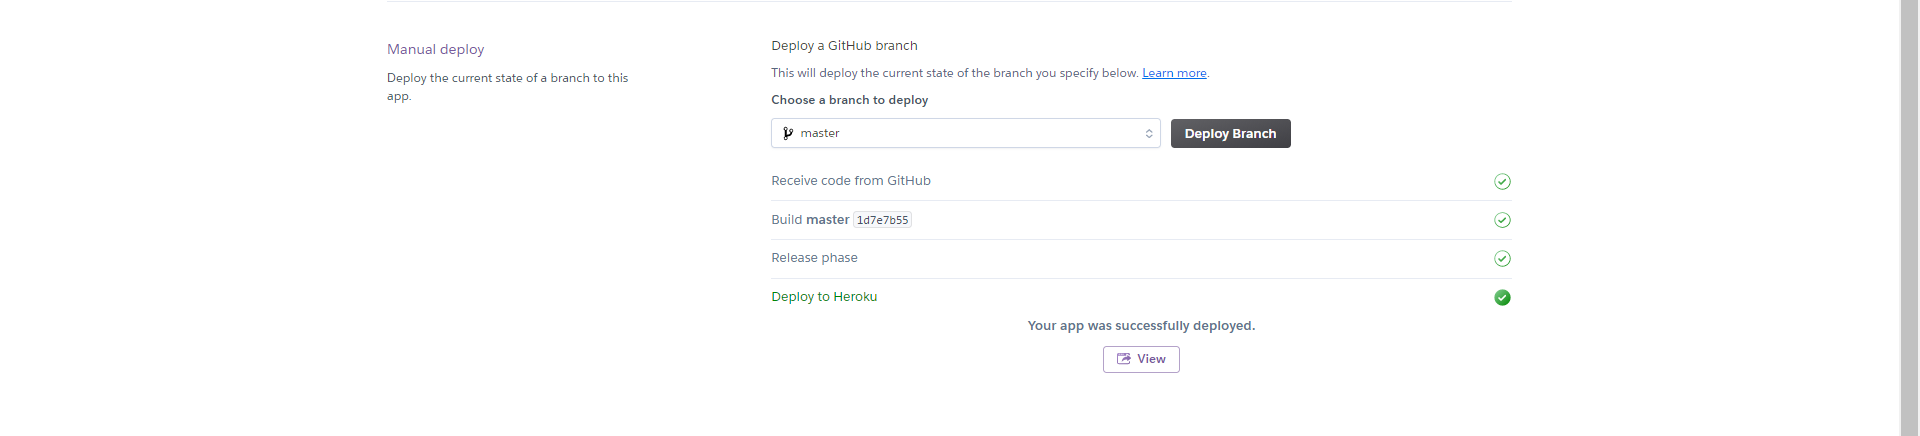 Manual deploy
Deploy the current state of a branch to this
app.
Deploy a GitHub branch
This will deploy the current state of the branch you specify below. Learn more.
Choose a branch to deploy
master
Deploy Branch
Receive code from GitHub
Build master 1d7e7b55
Release phase
Deploy to Heroku
Your app was successfully deployed.
View